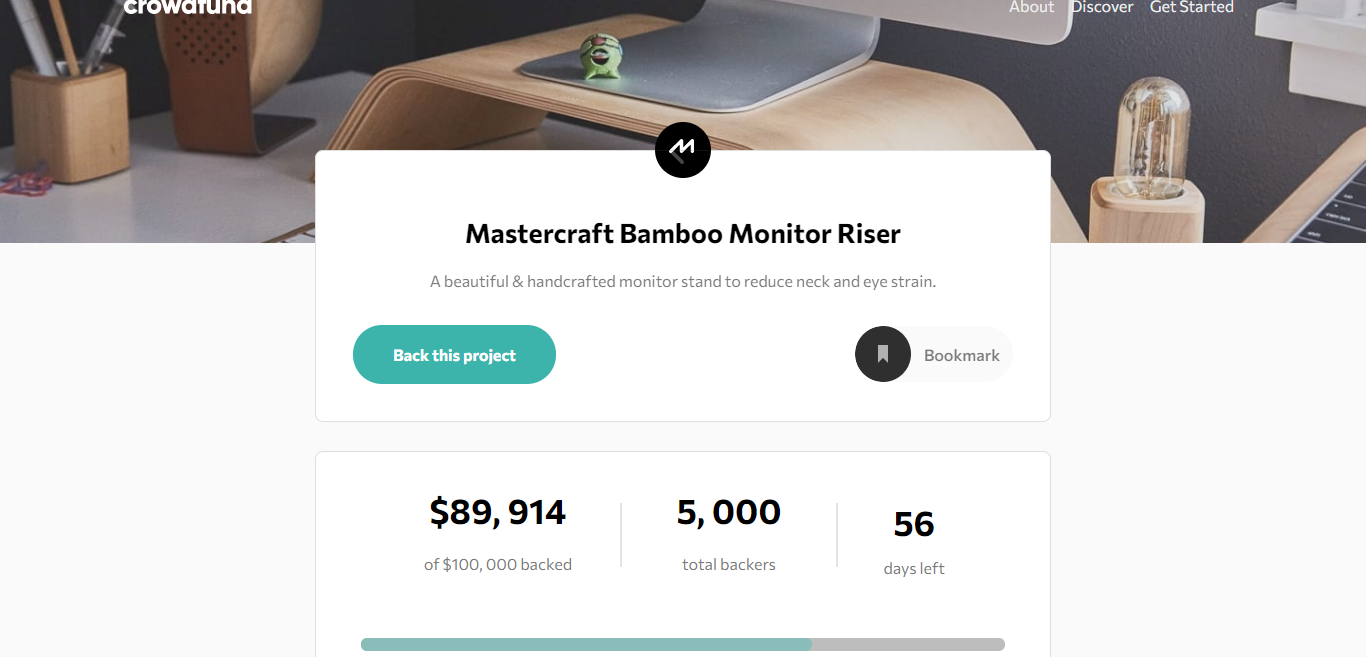 crowdfund
About Discover Get Started
Mastercraft Bamboo Monitor Riser
A beautiful & handcrafted monitor stand to reduce neck and eye strain.
Back this project
Bookmark
$89, 914
5, 000
56
of $100, 000 backed
total backers
days left